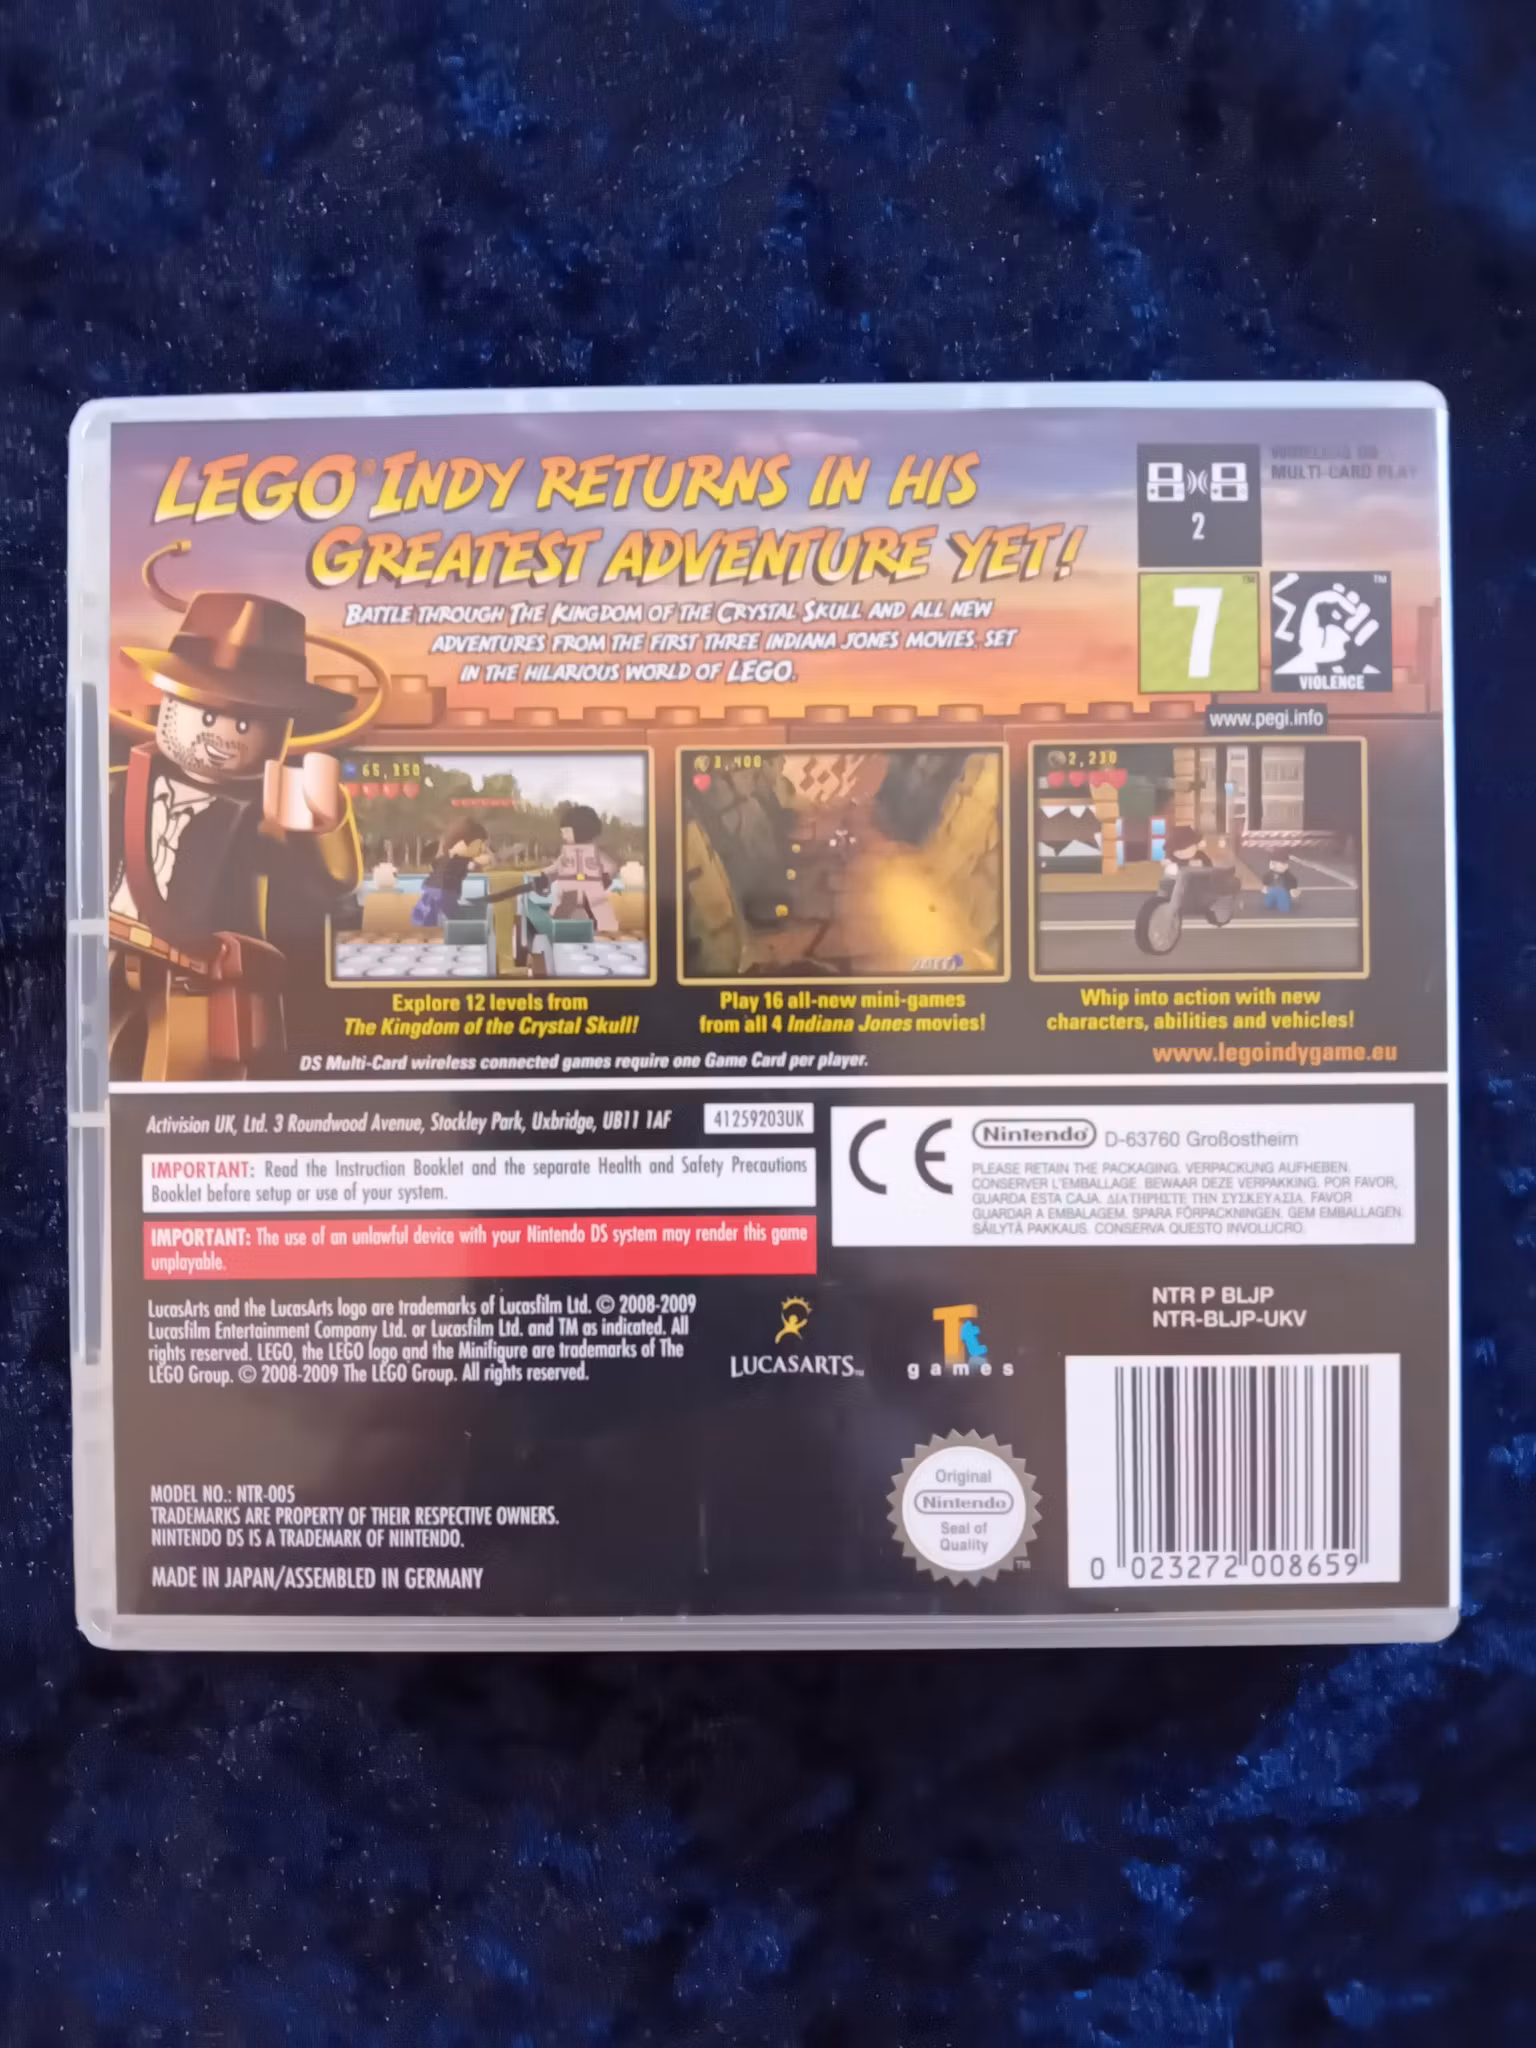 LEGO® INDY RETURNS IN HIS
GREATEST ADVENTURE YET!
BATTLE THROUGH THE KINGDOM OF THE CRYSTAL SKULL AND ALL NEW
ADVENTURES FROM THE FIRST THREE INDIANA JONES MOVIES, SET
IN THE HILARIOUS WORLD OF LEGO.
2
MULTI-CARD PLAY
7™
VIOLENCE
™
www.pegi.info
65,350
3,400
2,230
Explore 12 levels from
The Kingdom of the Crystal Skull!
Play 16 all-new mini-games
from all 4 Indiana Jones movies!
Whip into action with new
characters, abilities and vehicles!
DS Multi-Card wireless connected games require one Game Card per player.
www.legoindygame.eu
Activision UK, Ltd. 3 Roundwood Avenue, Stockley Park, Uxbridge, UB11 1AF
41259203UK
IMPORTANT: Read the Instruction Booklet and the separate Health and Safety Precautions
Booklet before setup or use of your system.
IMPORTANT: The use of an unlawful device with your Nintendo DS system may render this game
unplayable.
CE
Nintendo® D-63760 Großostheim
PLEASE RETAIN THE PACKAGING. VERPACKUNG AUFHEBEN.
CONSERVER L'EMBALLAGE. BEWAAR DEZE VERPAKKING. POR FAVOR,
GUARDA ESTA CAJA. ΔΙΑΤΗΡΗΣΤΕ ΤΗΝ ΣΥΣΚΕΥΑΣΙΑ. FAVOR
GUARDAR A EMBALAGEM. SPARA FÖRPACKNINGEN. GEM EMBALLAGEN.
SÄILYTÄ PAKKAUS. CONSERVA QUESTO INVOLUCRO.
LucasArts and the LucasArts logo are trademarks of Lucasfilm Ltd. © 2008-2009
Lucasfilm Entertainment Company Ltd. or Lucasfilm Ltd. and TM as indicated. All
rights reserved. LEGO, the LEGO logo and the Minifigure are trademarks of The
LEGO Group. © 2008-2009 The LEGO Group. All rights reserved.
LUCASARTS™
Tt
games
NTR P BLJP
NTR-BLJP-UKV
MODEL NO.: NTR-005
TRADEMARKS ARE PROPERTY OF THEIR RESPECTIVE OWNERS.
NINTENDO DS IS A TRADEMARK OF NINTENDO.
MADE IN JAPAN/ASSEMBLED IN GERMANY
Original
Nintendo®
Seal of
Quality
™
0 023272 008659